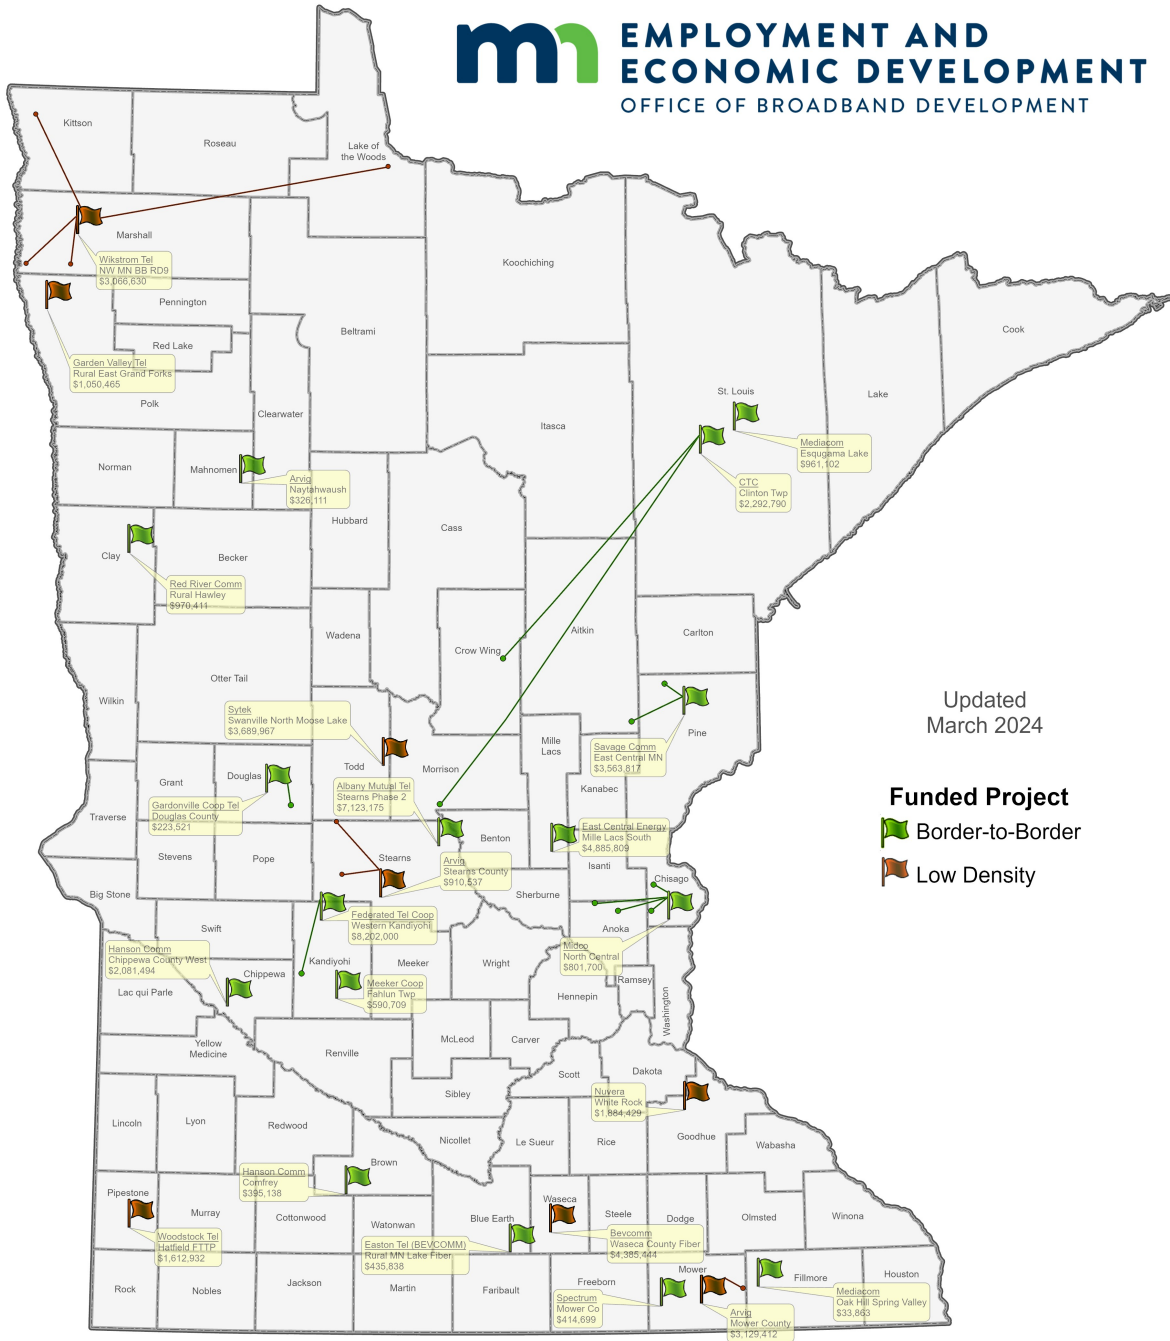 mn EMPLOYMENT AND
ECONOMIC DEVELOPMENT
OFFICE OF BROADBAND DEVELOPMENT
Kittson
Roseau
Lake of
the Woods
Marshall
Wikstrom Tel
NW MN BB RD9
$3,066,630
Koochiching
Pennington
Beltrami
Cook
Red Lake
Garden Valley Tel
Rural East Grand Forks
$1,050,465
Polk
Clearwater
St. Louis
Lake
Itasca
Mediacom
Esqugama Lake
$961,102
Norman
Mahnomen
Arvig
Naytahwaush
$326,111
CTC
Clinton Twp
$2,292,790
Hubbard
Cass
Clay
Becker
Red River Comm
Rural Hawley
$970,411
Wadena
Crow Wing
Aitkin
Carlton
Otter Tail
Wilkin
Updated
March 2024
Sytek
Swanville North Moose Lake
$3,689,967
Pine
Mille
Lacs
Savage Comm
East Central MN
$3,563,817
Todd
Morrison
Grant
Douglas
Kanabec
Albany Mutual Tel
Stearns Phase 2
$7,123,175
Funded Project
Border-to-Border
Low Density
Gardonville Coop Tel
Douglas County
$223,521
Traverse
Benton
East Central Energy
Mille Lacs South
$4,885,809
Stevens
Pope
Stearns
Arvig
Stearns County
$910,537
Isanti
Chisago
Big Stone
Sherburne
Federated Tel Coop
Western Kandiyohi
$8,202,000
Swift
Anoka
Midco
North Central
$801,700
Hanson Comm
Chippewa County West
$2,081,494
Kandiyohi
Meeker
Wright
Chippewa
Meeker Coop
Fahlun Twp
$590,709
Ramsey
Lac qui Parle
Hennepin
Washington
Yellow
Medicine
Renville
McLeod
Carver
Scott
Dakota
Sibley
Nuvera
White Rock
$1,884,429
Lincoln
Lyon
Redwood
Nicollet
Le Sueur
Rice
Goodhue
Wabasha
Brown
Hanson Comm
Comfrey
$395,138
Pipestone
Murray
Cottonwood
Watonwan
Blue Earth
Waseca
Steele
Dodge
Olmsted
Winona
Woodstock Tel
Hatfield FTTP
$1,612,932
Easton Tel (BEVCOMM)
Rural MN Lake Fiber
$435,838
Bevcomm
Waseca County Fiber
$4,385,444
Rock
Nobles
Jackson
Martin
Faribault
Freeborn
Mower
Fillmore
Houston
Spectrum
Mower Co
$414,699
Mediacom
Oak Hill Spring Valley
$33,863
Arvig
Mower County
$3,129,412